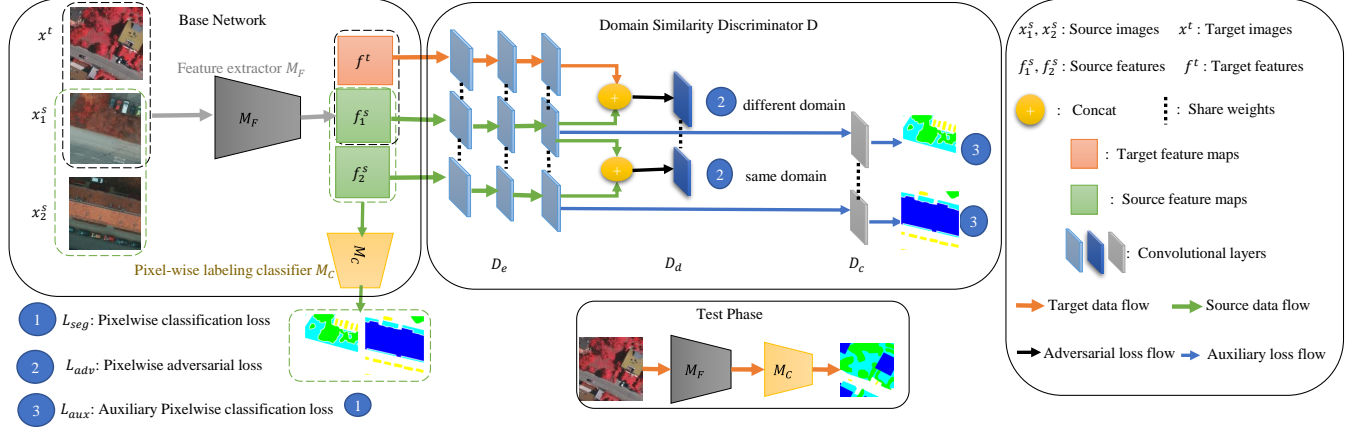 Base Network
x^t
Feature extractor M_F
x_1^s
M_F
x_2^s
f^t
f_1^s
f_2^s
M_C
Pixel-wise labeling classifier M_C
1 L_seg: Pixelwise classification loss
2 L_adv: Pixelwise adversarial loss
3 L_aux: Auxiliary Pixelwise classification loss
1
Domain Similarity Discriminator D
+
2 different domain
3
+
2 same domain
3
D_e D_d D_c
Test Phase
M_F M_C
x_1^s, x_2^s : Source images x^t : Target images
f_1^s, f_2^s : Source features f^t : Target features
+ : Concat : Share weights
: Target feature maps
: Source feature maps
: Convolutional layers
Target data flow Source data flow
Adversarial loss flow Auxiliary loss flow